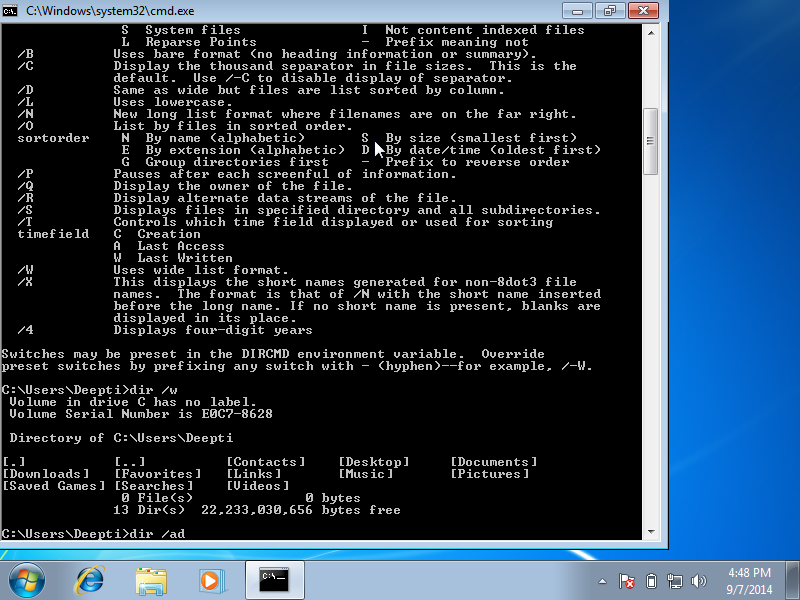 C:\Windows\system32\cmd.exe
S  System files               I  Not content indexed files
L  Reparse Points             -  Prefix meaning not
/B          Uses bare format (no heading information or summary).
/C          Display the thousand separator in file sizes.  This is the
default.  Use /-C to disable display of separator.
/D          Same as wide but files are list sorted by column.
/L          Uses lowercase.
/N          New long list format where filenames are on the far right.
/O          List by files in sorted order.
sortorder    N  By name (alphabetic)       S  By size (smallest first)
E  By extension (alphabetic)  D  By date/time (oldest first)
G  Group directories first    -  Prefix to reverse order
/P          Pauses after each screenful of information.
/Q          Display the owner of the file.
/R          Display alternate data streams of the file.
/S          Displays files in specified directory and all subdirectories.
/T          Controls which time field displayed or used for sorting
timefield   C  Creation
A  Last Access
W  Last Written
/W          Uses wide list format.
/X          This displays the short names generated for non-8dot3 file
names.  The format is that of /N with the short name inserted
before the long name. If no short name is present, blanks are
displayed in its place.
/4          Displays four-digit years
Switches may be preset in the DIRCMD environment variable.  Override
preset switches by prefixing any switch with - (hyphen)--for example, /-W.
C:\Users\Deepti>dir /w
Volume in drive C has no label.
Volume Serial Number is E0C7-8628
Directory of C:\Users\Deepti
[.]           [..]          [Contacts]    [Desktop]     [Documents]
[Downloads]   [Favorites]   [Links]       [Music]       [Pictures]
[Saved Games] [Searches]    [Videos]
0 File(s)              0 bytes
13 Dir(s)  22,233,030,656 bytes free
C:\Users\Deepti>dir /ad
4:48 PM
9/7/2014